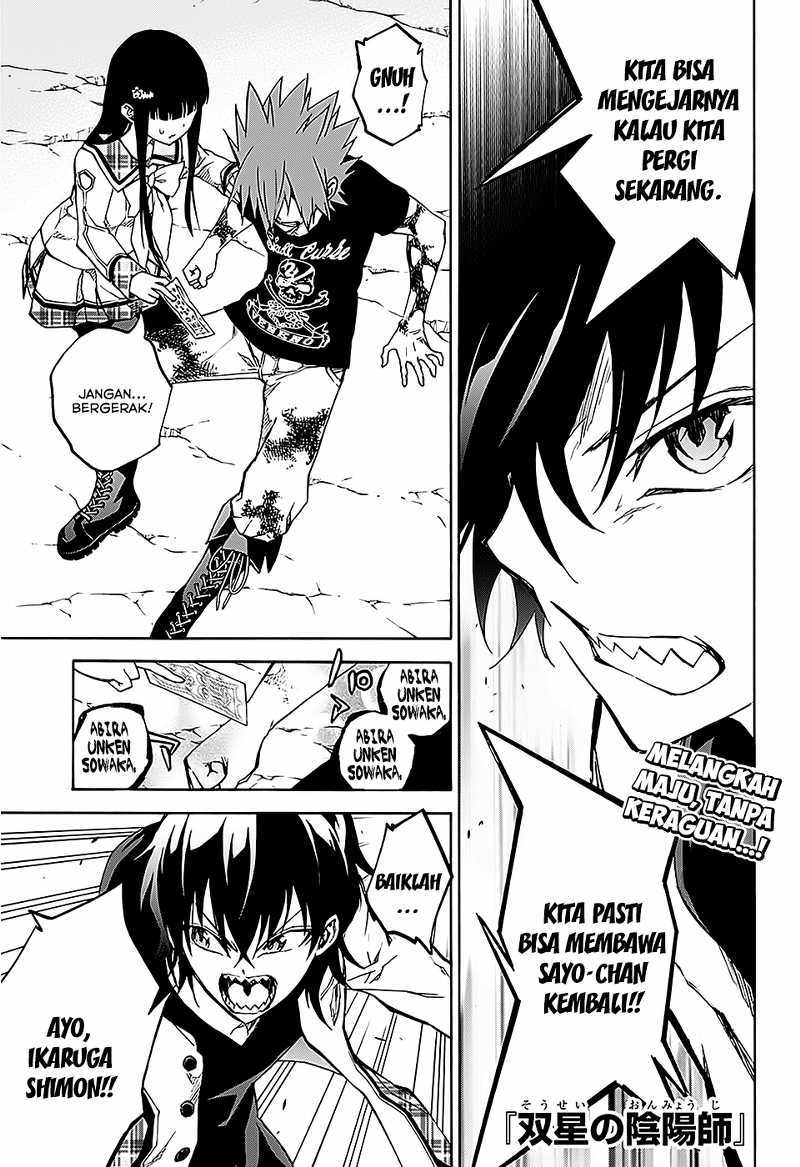 KITA BISA
MENGEJARNYA
KALAU KITA
PERGI
SEKARANG.
GNUH
...!
Skull Curse
JANGAN...
BERGERAK!
MELANGKAH
MAJU, TANPA
KERAGUAN...!
KITA PASTI
BISA MEMBAWA
SAYO-CHAN
KEMBALI!!
そうせい おんみょうじ
『双星の陰陽師』
ABIRA
UNKEN
SOWAKA.
ABIRA
UNKEN
SOWAKA.
ABIRA
UNKEN
SOWAKA.
BAIKLAH
...
AYO,
IKARUGA
SHIMON!!